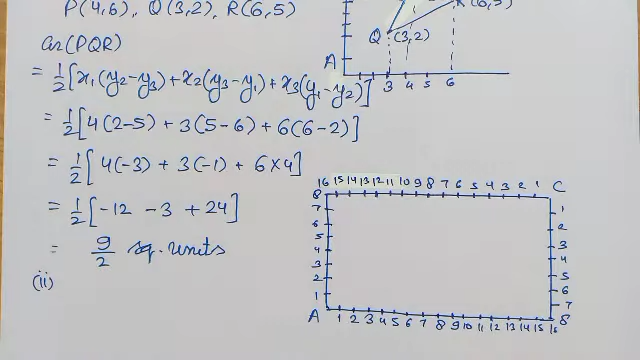 P(4,6), Q(3,2), R(6,5)
ar(PQR)
= 1/2[x₁(y₂-y₃)+x₂(y₃-y₁)+x₃(y₁-y₂)]
= 1/2[4(2-5) + 3(5-6) + 6(6-2)]
= 1/2[4(-3) + 3(-1) + 6×4]
= 1/2[-12 -3 +24]
= 9/2 sq. units
(ii)
R(6,5)
Q (3,2)
A
3 4 5 6
16 15 14 13 12 11 10 9 8 7 6 5 4 3 2 1 C
8
7
6
5
4
3
2
1
1
2
3
4
5
6
7
8
A 1 2 3 4 5 6 7 8 9 10 11 12 13 14 15 16